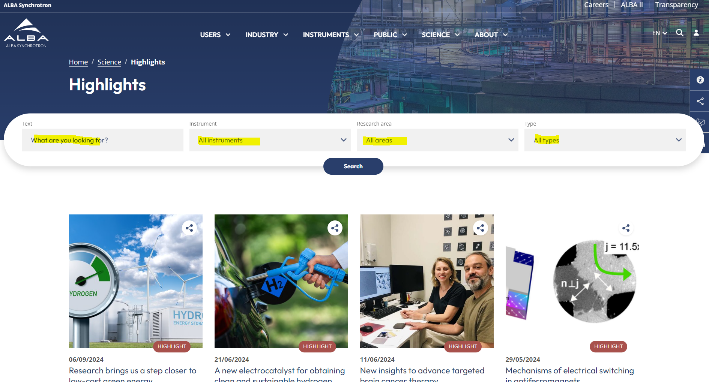 ALBA Synchrotron
Careers | ALBA II | Transparency
ALBA
ALBA SYNCHROTRON
USERS INDUSTRY INSTRUMENTS PUBLIC SCIENCE ABOUT
EN
Home / Science / Highlights
Highlights
Text
Instrument
Research area
Type
What are you looking for ?
All instruments
All areas
All types
Search
HYDROGEN
HYDRO
H2
j = 11.5
n⊥j
HIGHLIGHT
HIGHLIGHT
HIGHLIGHT
HIGHLIGHT
06/09/2024
Research brings us a step closer to
low-cost green energy
21/06/2024
A new electrocatalyst for obtaining
clean and sustainable hydrogen
11/06/2024
New insights to advance targeted
brain cancer therapy
29/05/2024
Mechanisms of electrical switching
in antiferromagnets